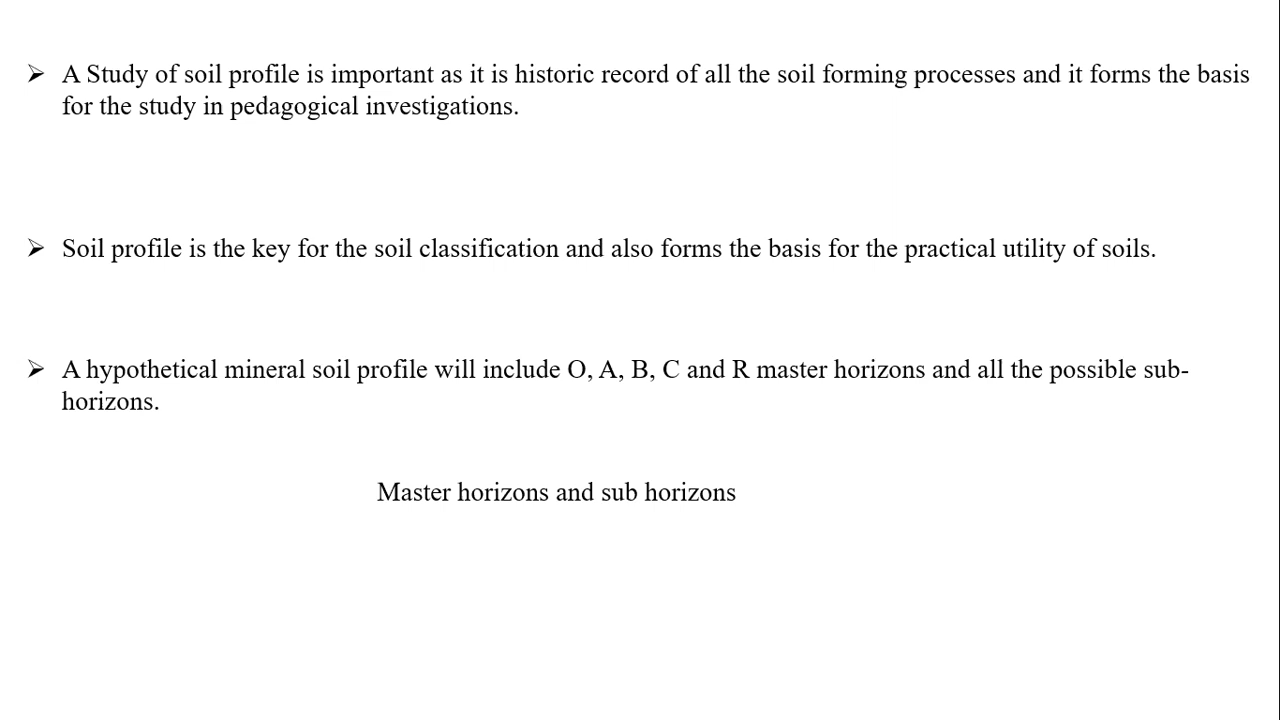 ➢ A Study of soil profile is important as it is historic record of all the soil forming processes and it forms the basis
for the study in pedagogical investigations.
➢ Soil profile is the key for the soil classification and also forms the basis for the practical utility of soils.
➢ A hypothetical mineral soil profile will include O, A, B, C and R master horizons and all the possible sub-
horizons.
Master horizons and sub horizons